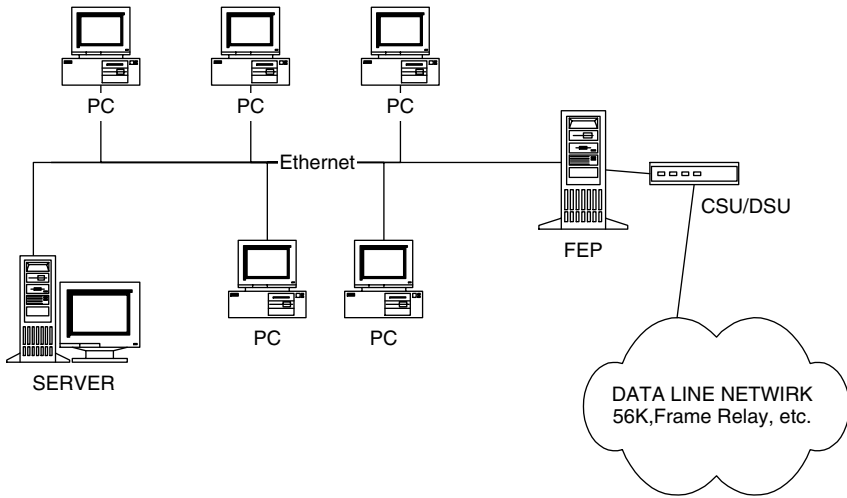 PC
PC
PC
Ethernet
CSU/DSU
FEP
PC
PC
SERVER
DATA LINE NETWIRK
56K,Frame Relay, etc.